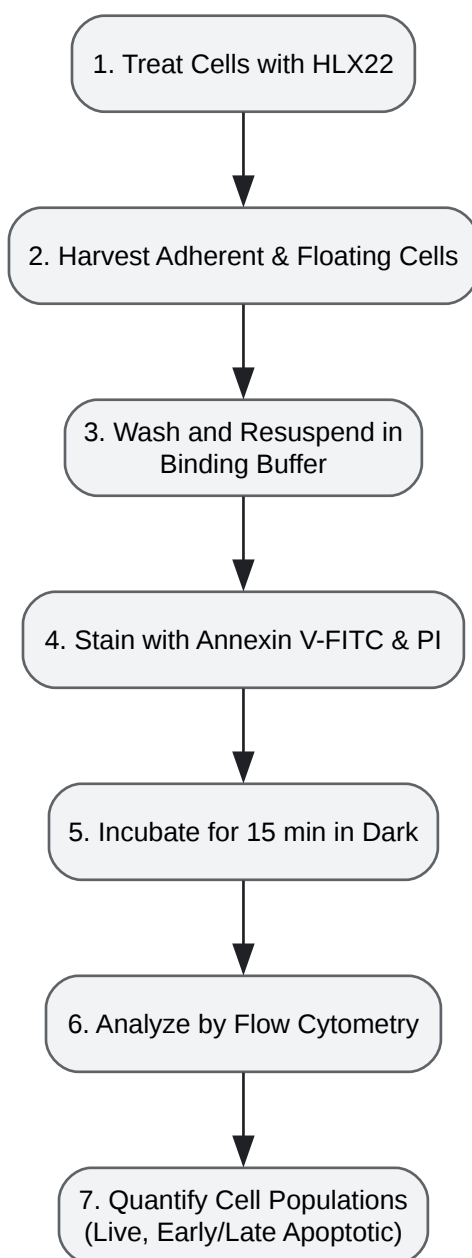 1. Treat Cells with HLX22
2. Harvest Adherent & Floating Cells
3. Wash and Resuspend in
Binding Buffer
4. Stain with Annexin V-FITC & PI
5. Incubate for 15 min in Dark
6. Analyze by Flow Cytometry
7. Quantify Cell Populations
(Live, Early/Late Apoptotic)